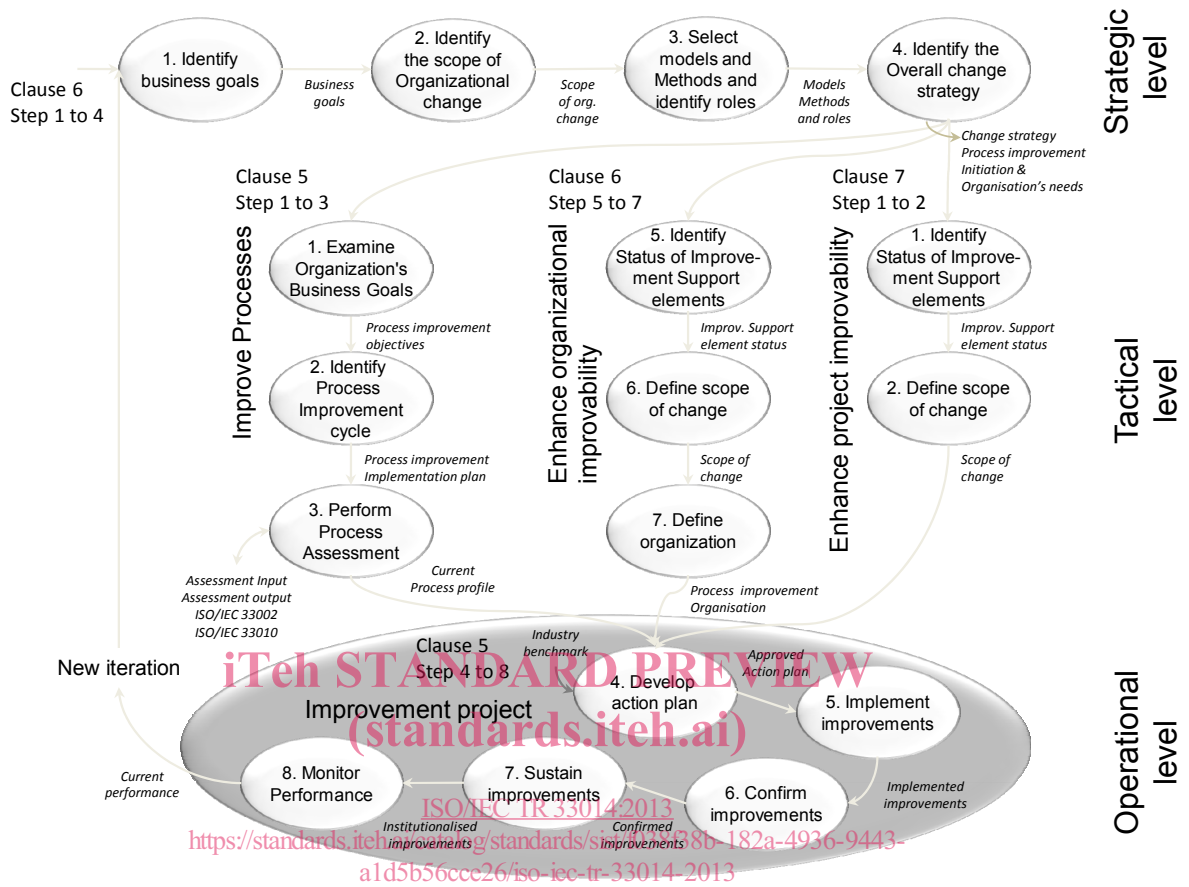 1. Identify
business goals
2. Identify
the scope of
Organizational
change
3. Select
models and
Methods and
identify roles
4. Identify the
Overall change
strategy
Strategic
level
Clause 6
Step 1 to 4
Business
goals
Scope
of org.
change
Models
Methods
and roles
Change strategy
Process improvement
Initiation &
Organisation's needs
Clause 5
Step 1 to 3
Clause 6
Step 5 to 7
Clause 7
Step 1 to 2
Improve Processes
1. Examine
Organization's
Business Goals
Process improvement
objectives
2. Identify
Process
Improvement
cycle
Process improvement
Implementation plan
3. Perform
Process
Assessment
Assessment Input
Assessment output
ISO/IEC 33002
ISO/IEC 33010
Current
Process profile
Enhance organizational
improvability
5. Identify
Status of Improve-
ment Support
elements
Improv. Support
element status
6. Define scope
of change
Scope of
change
7. Define
organization
Process improvement
Organisation
Enhance project improvability
1. Identify
Status of Improve-
ment Support
elements
Improv. Support
element status
2. Define scope
of change
Scope of
change
Tactical
level
New iteration
Clause 5
Step 4 to 8
Improvement project
Industry
benchmark
4. Develop
action plan
Approved
Action plan
5. Implement
improvements
Implemented
improvements
6. Confirm
improvements
Confirmed
improvements
7. Sustain
improvements
Institutionalised
improvements
8. Monitor
Performance
Current
performance
Operational
level
iTeh STANDARD PREVIEW
(standards.iteh.ai)
ISO/IEC TR 33014:2013
a1d5b56cce26/iso-iec-tr-33014-2013